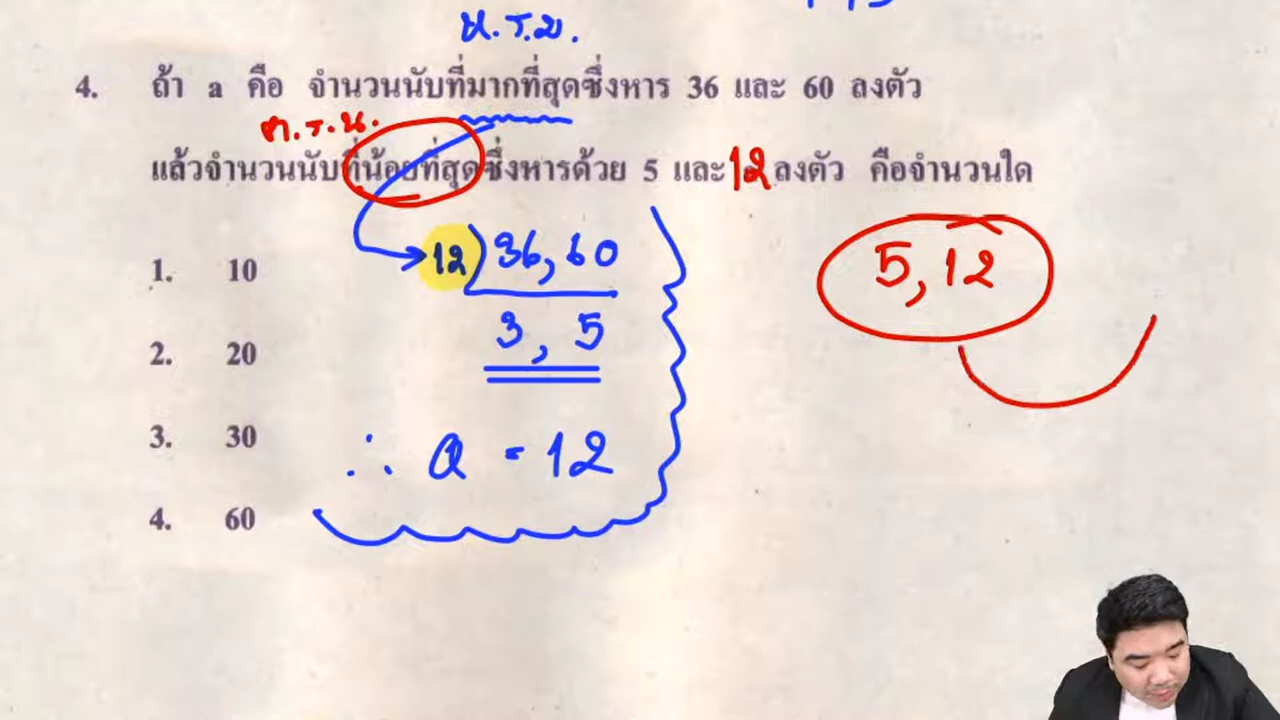 ห.ร.ม.
4. ถ้า a คือ จำนวนนับที่มากที่สุดซึ่งหาร 36 และ 60 ลงตัว
ค.ร.น.
แล้วจำนวนนับที่น้อยที่สุดซึ่งหารด้วย 5 และ 12 ลงตัว คือจำนวนใด
12) 36, 60
3, 5
5, 12
1. 10
2. 20
3. 30
∴ a = 12
4. 60